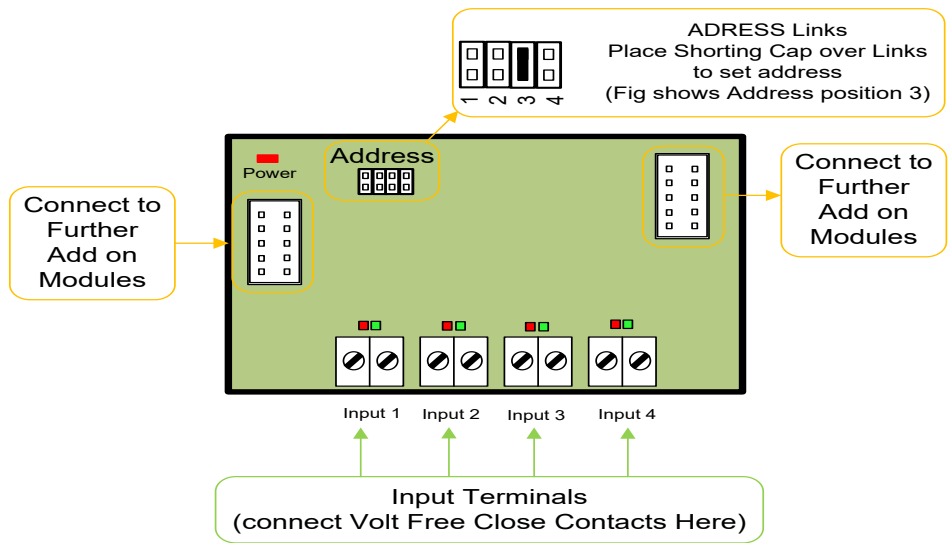 ADRESS Links
Place Shorting Cap over Links
to set address
(Fig shows Address position 3)
1 2 3 4
Address
Power
Connect to
Further
Add on
Modules
Connect to
Further
Add on
Modules
Input 1 Input 2 Input 3 Input 4
Input Terminals
(connect Volt Free Close Contacts Here)